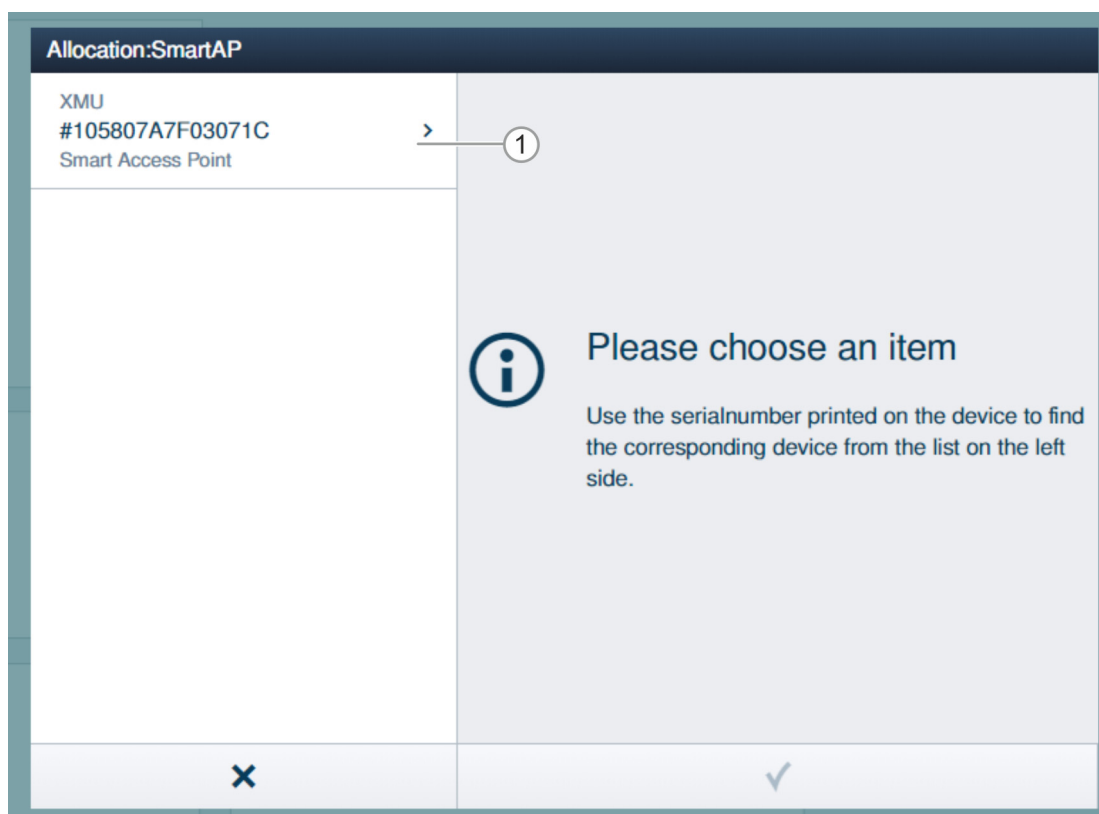 Allocation:SmartAP
XMU
#105807A7F03071C
Smart Access Point
1
Please choose an item
Use the serialnumber printed on the device to find
the corresponding device from the list on the left
side.